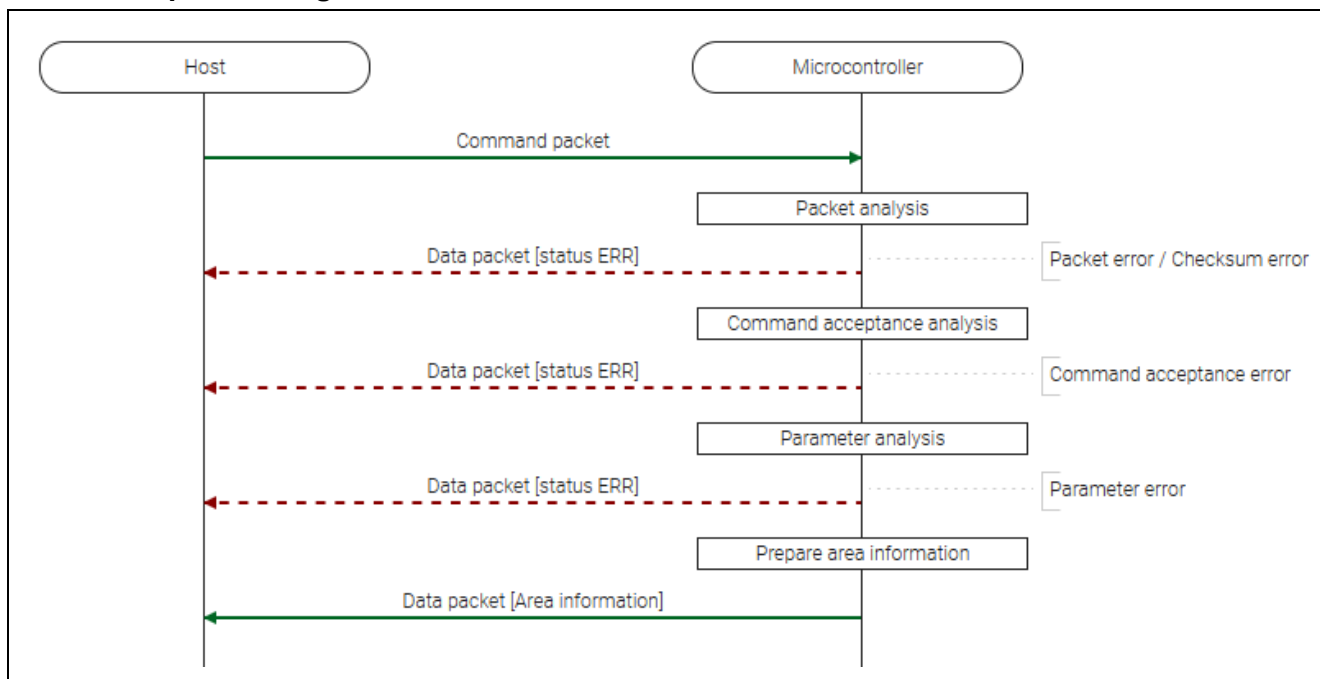 Host
Microcontroller
Command packet
Packet analysis
Data packet [status ERR]
Packet error / Checksum error
Command acceptance analysis
Data packet [status ERR]
Command acceptance error
Parameter analysis
Data packet [status ERR]
Parameter error
Prepare area information
Data packet [Area information]